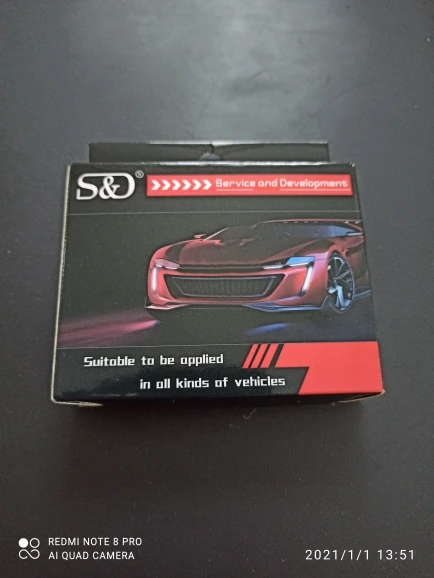 S&D® >>>>>>> Service and Development
Suitable to be applied
in all kinds of vehicles
REDMI NOTE 8 PRO
AI QUAD CAMERA
2021/1/1 13:51